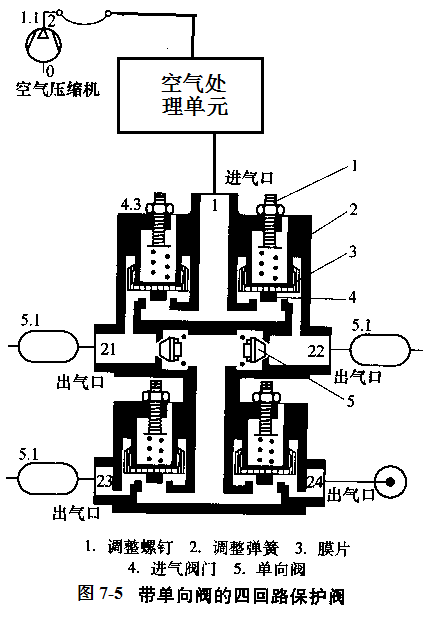 1.1 2
0
空气压缩机
空气处
理单元
进气口
1
4.3
1
2
3
4
5.1
21
22
5.1
出气口
出气口
5
5.1
23
24
出气口
出气口
1. 调整螺钉 2. 调整弹簧 3. 膜片
4. 进气阀门 5. 单向阀
图 7-5 带单向阀的四回路保护阀